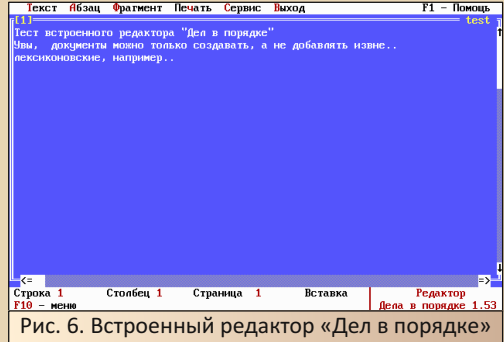 Текст Абзац Фрагмент Печать Сервис Выход F1 - Помощь
[1] test
Тест встроенного редактора "Дел в порядке"
Увы, документы можно только создавать, а не добавлять извне..
лексиконовские, например..
<= =>
Строка 1 Столбец 1 Страница 1 Вставка Редактор
F10 - меню Дела в порядке 1.53
Рис. 6. Встроенный редактор «Дел в порядке»